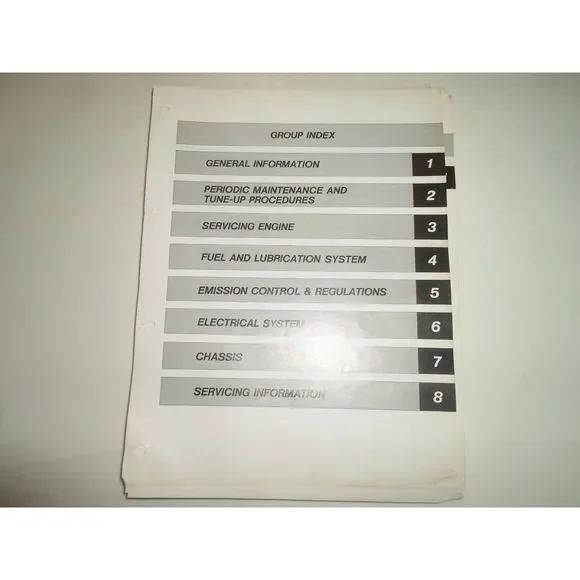 GROUP INDEX
GENERAL INFORMATION 1
PERIODIC MAINTENANCE AND
TUNE-UP PROCEDURES 2
SERVICING ENGINE 3
FUEL AND LUBRICATION SYSTEM 4
EMISSION CONTROL & REGULATIONS 5
ELECTRICAL SYSTEM 6
CHASSIS 7
SERVICING INFORMATION 8